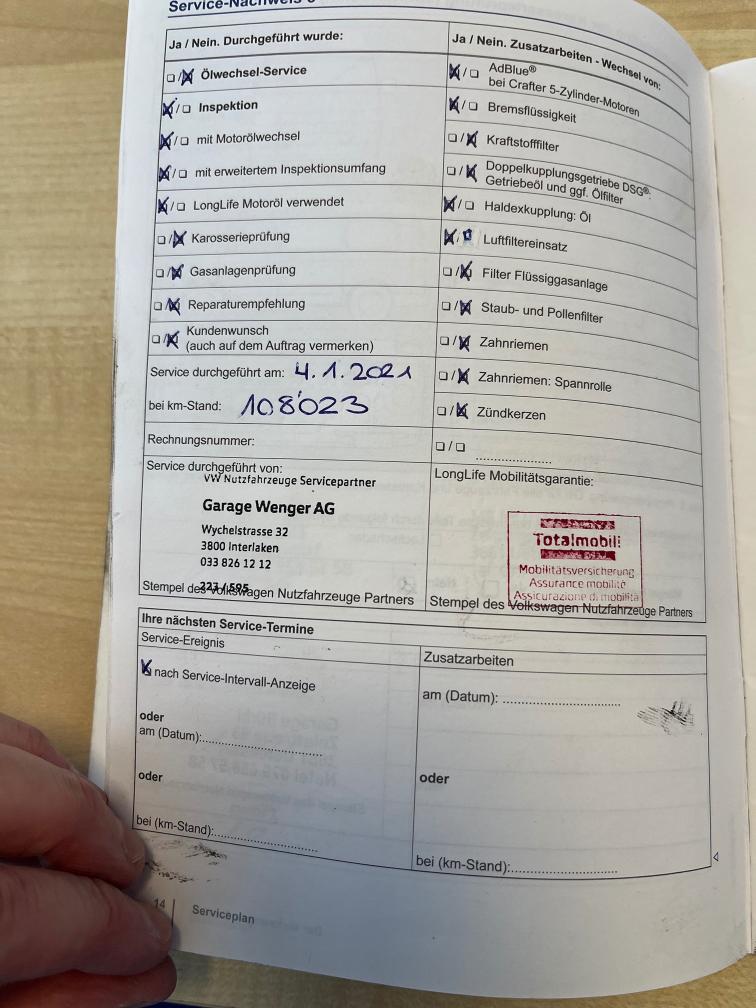 Service-Nachweis
Ja / Nein. Durchgeführt wurde:
☐/☒ Ölwechsel-Service
☒/☐ Inspektion
☒/☐ mit Motorölwechsel
☒/☐ mit erweitertem Inspektionsumfang
☒/☐ LongLife Motoröl verwendet
☐/☒ Karosserieprüfung
☐/☒ Gasanlagenprüfung
☐/☒ Reparaturempfehlung
☐/☒ Kundenwunsch
(auch auf dem Auftrag vermerken)
Service durchgeführt am: 4.1.2021
bei km-Stand: 108'023
Rechnungsnummer:
Service durchgeführt von:
VW Nutzfahrzeuge Servicepartner
Garage Wenger AG
Wychelstrasse 32
3800 Interlaken
033 826 12 12
223 / 595
Stempel des Volkswagen Nutzfahrzeuge Partners
Ja / Nein. Zusatzarbeiten - Wechsel von:
☒/☐ AdBlue®
bei Crafter 5-Zylinder-Motoren
☒/☐ Bremsflüssigkeit
☐/☒ Kraftstofffilter
☐/☒ Doppelkupplungsgetriebe DSG®:
Getriebeöl und ggf. Ölfilter
☒/☐ Haldexkupplung: Öl
☒/☐ Luftfiltereinsatz
☐/☒ Filter Flüssiggasanlage
☐/☒ Staub- und Pollenfilter
☐/☒ Zahnriemen
☐/☒ Zahnriemen: Spannrolle
☐/☒ Zündkerzen
☐/☐ ....................
LongLife Mobilitätsgarantie:
Totalmobil!
Mobilitätsversicherung
Assurance mobilité
Assicurazione di mobilità
Stempel des Volkswagen Nutzfahrzeuge Partners
Ihre nächsten Service-Termine
Service-Ereignis
☒ nach Service-Intervall-Anzeige
oder
am (Datum):..............................
oder
bei (km-Stand):..........................
Zusatzarbeiten
am (Datum): ..............................
oder
bei (km-Stand):..........................
14 Serviceplan